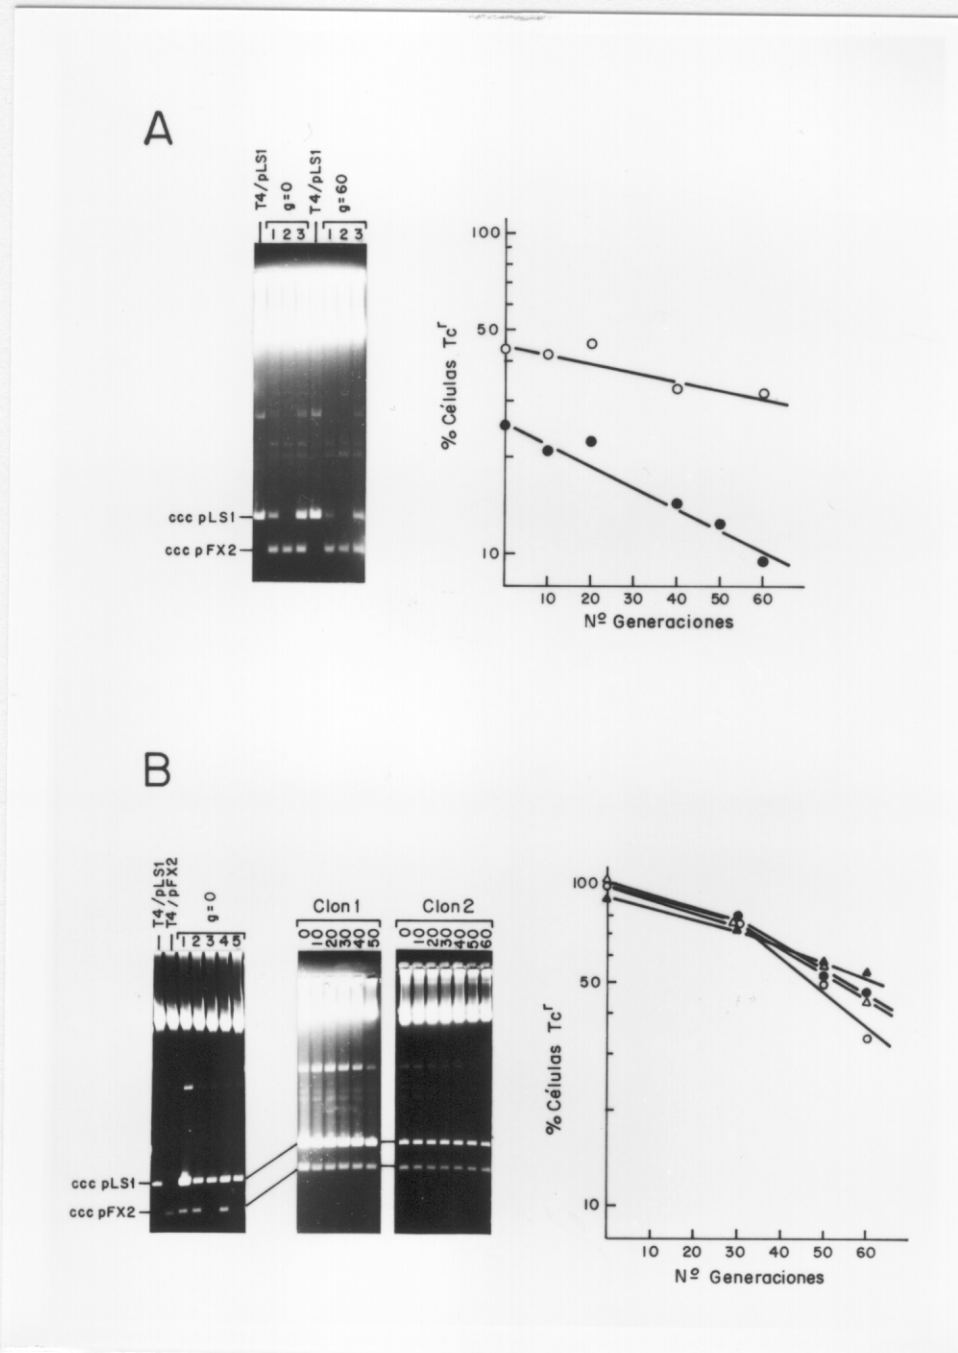 A
T4/pLS1
g=0
T4/pLS1
g=60
1 2 3 1 2 3
ccc pLS1
ccc pFX2
% Células Tcʳ
100
50
10
10 20 30 40 50 60
Nº Generaciones
B
T4/pLS1
T4/pFX2
g=0
1 2 3 4 5
Clon 1
0 10 20 30 40 50
Clon 2
0 10 20 30 40 50 60
ccc pLS1
ccc pFX2
% Células Tcʳ
100
50
10
10 20 30 40 50 60
Nº Generaciones